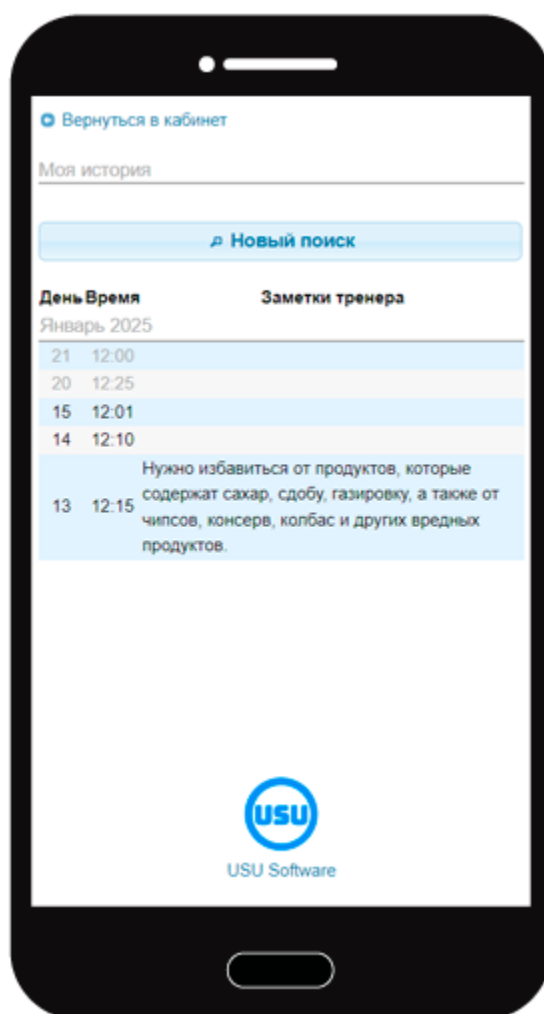 Вернуться в кабинет
Моя история
Новый поиск
День Время Заметки тренера
Январь 2025
21 12:00
20 12:25
15 12:01
14 12:10
13 12:15 Нужно избавиться от продуктов, которые
содержат сахар, сдобу, газировку, а также от
чипсов, консерв, колбас и других вредных
продуктов.
USU
USU Software